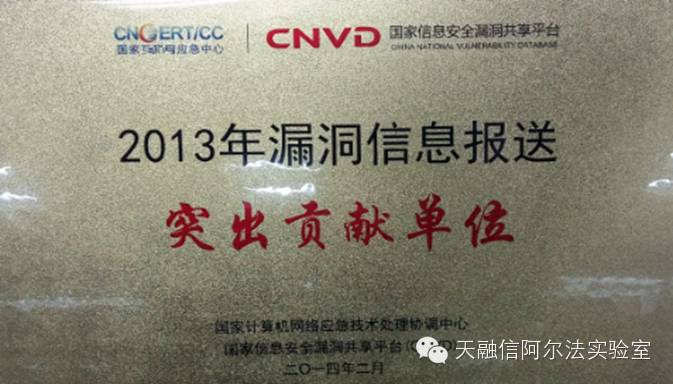 CNCERT/CC
国家互联网应急中心
CNVD 国家信息安全漏洞共享平台
CHINA NATIONAL VULNERABILITY DATABASE
2013年漏洞信息报送
突出贡献单位
国家计算机网络应急技术处理协调中心
国家信息安全漏洞共享平台(CNVD)
二〇一四年二月
天融信阿尔法实验室